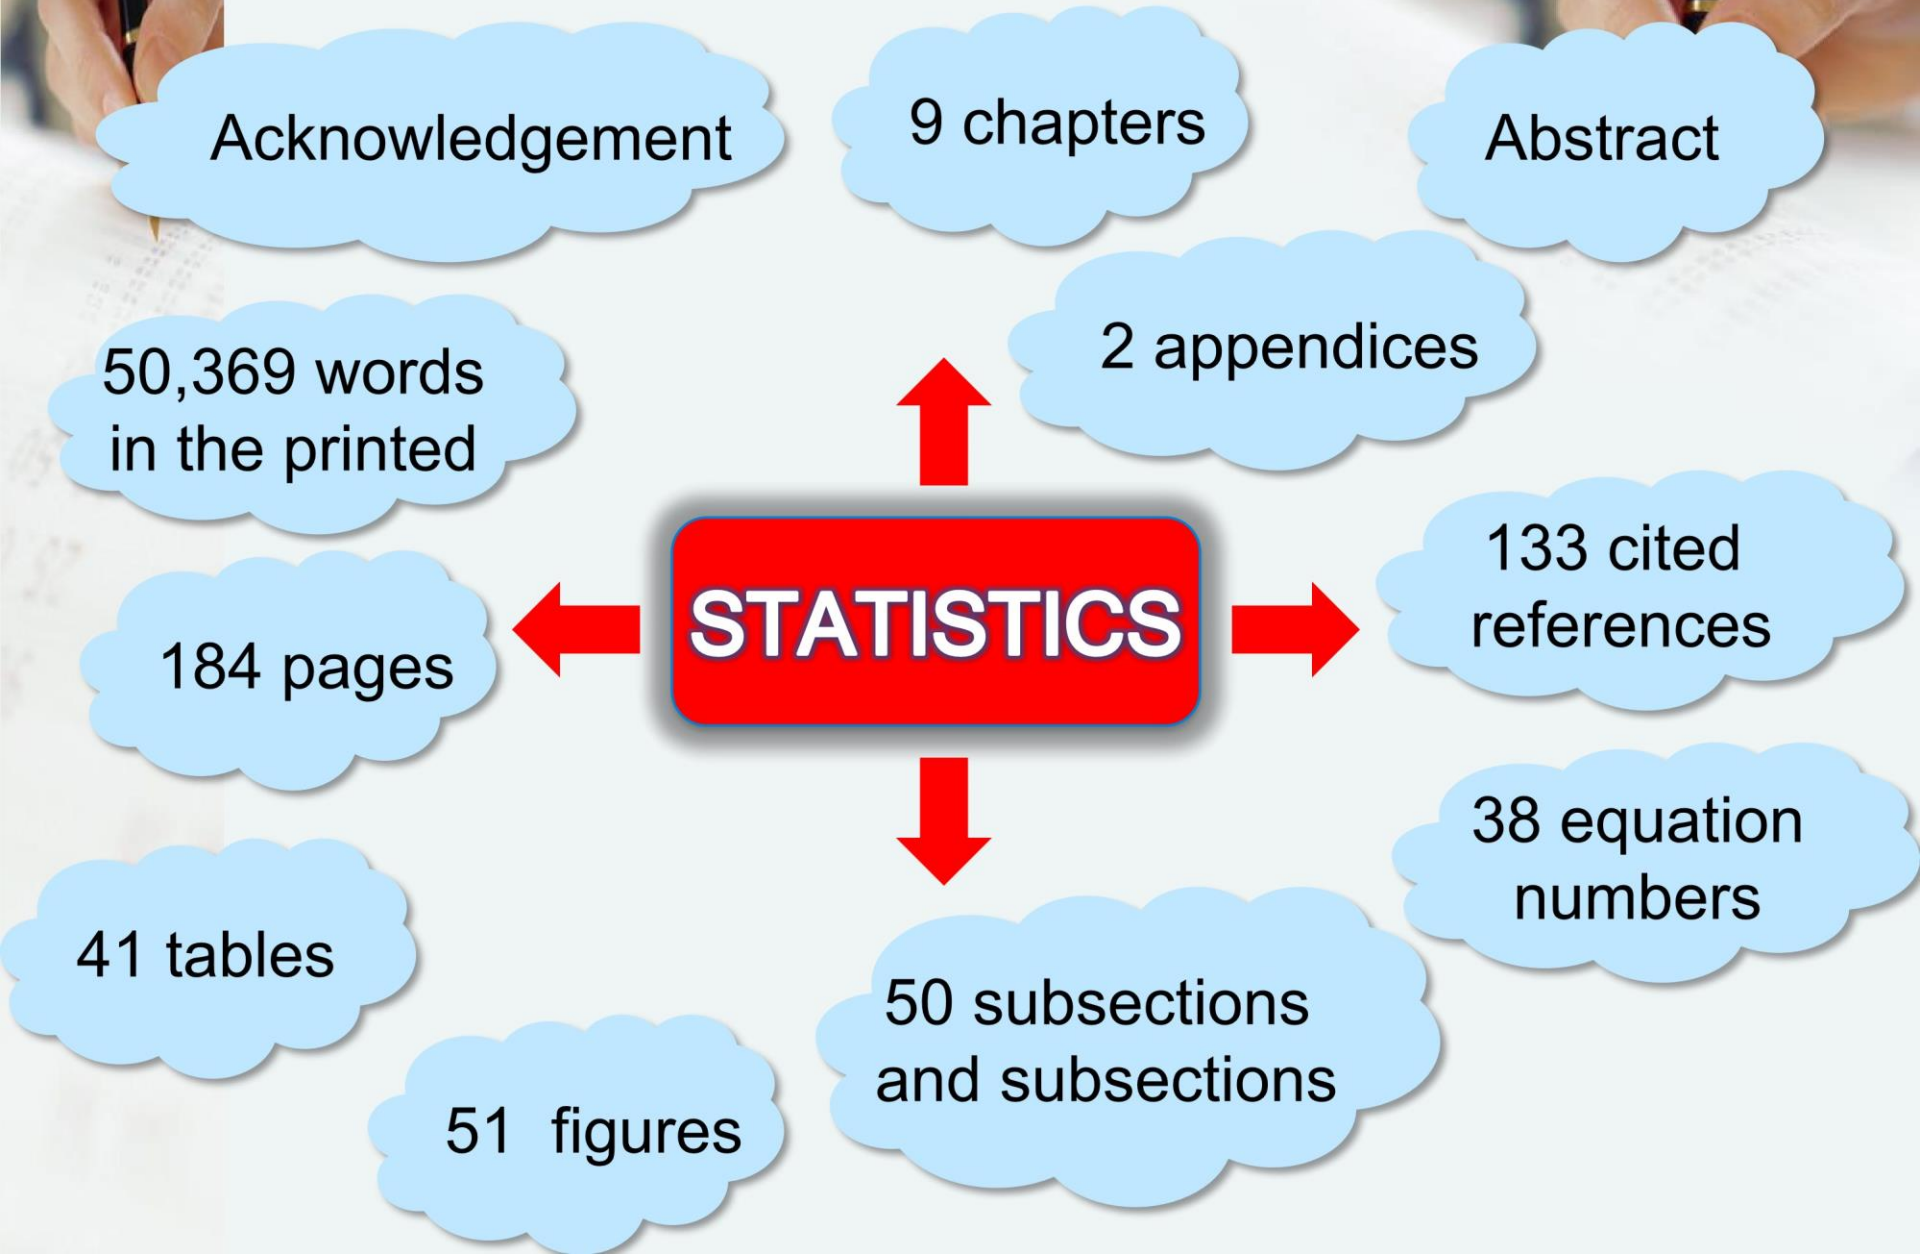 Acknowledgement
9 chapters
Abstract
2 appendices
50,369 words
in the printed
133 cited
references
STATISTICS
184 pages
38 equation
numbers
41 tables
50 subsections
and subsections
51 figures